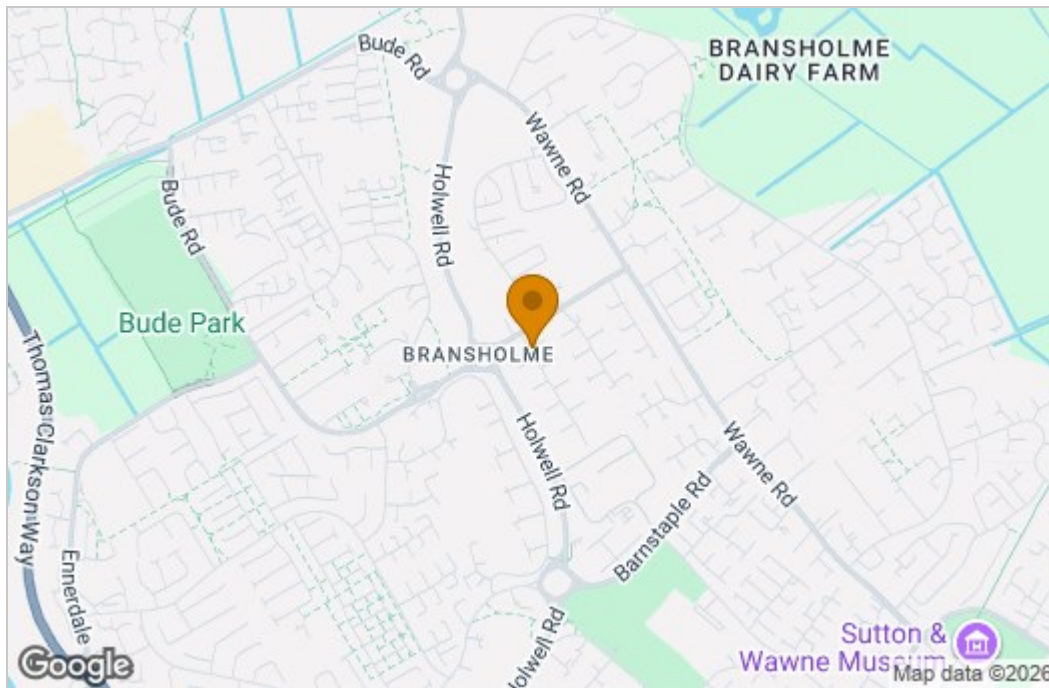 Bude Rd
BRANSHOLME
DAIRY FARM
Wawne Rd
Holwell Rd
Bude Rd
Bude Park
BRANSHOLME
Thomas Clarkson Way
Holwell Rd
Wawne Rd
Barnstaple Rd
Ennerdale
Holwell Rd
Sutton &
Wawne Museum
Google
Map data ©2026